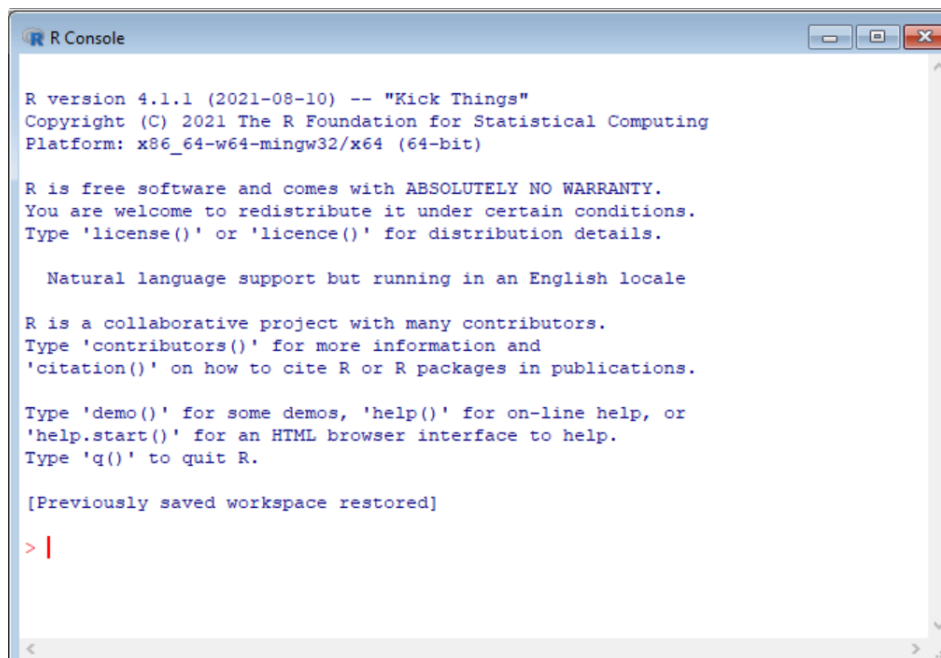 R Console
R version 4.1.1 (2021-08-10) -- "Kick Things"
Copyright (C) 2021 The R Foundation for Statistical Computing
Platform: x86_64-w64-mingw32/x64 (64-bit)
R is free software and comes with ABSOLUTELY NO WARRANTY.
You are welcome to redistribute it under certain conditions.
Type 'license()' or 'licence()' for distribution details.
Natural language support but running in an English locale
R is a collaborative project with many contributors.
Type 'contributors()' for more information and
'citation()' on how to cite R or R packages in publications.
Type 'demo()' for some demos, 'help()' for on-line help, or
'help.start()' for an HTML browser interface to help.
Type 'q()' to quit R.
[Previously saved workspace restored]
>